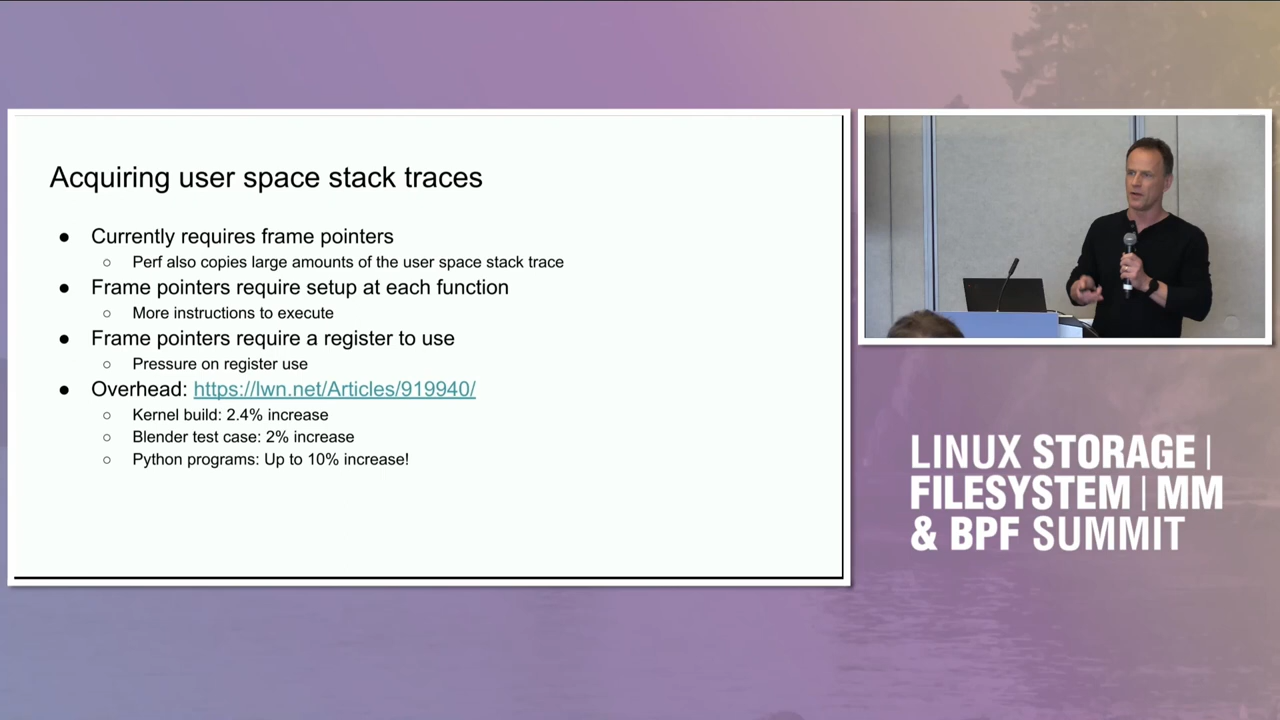 Acquiring user space stack traces
● Currently requires frame pointers
○ Perf also copies large amounts of the user space stack trace
● Frame pointers require setup at each function
○ More instructions to execute
● Frame pointers require a register to use
○ Pressure on register use
● Overhead: https://lwn.net/Articles/919940/
○ Kernel build: 2.4% increase
○ Blender test case: 2% increase
○ Python programs: Up to 10% increase!
LINUX STORAGE |
FILESYSTEM | MM
& BPF SUMMIT